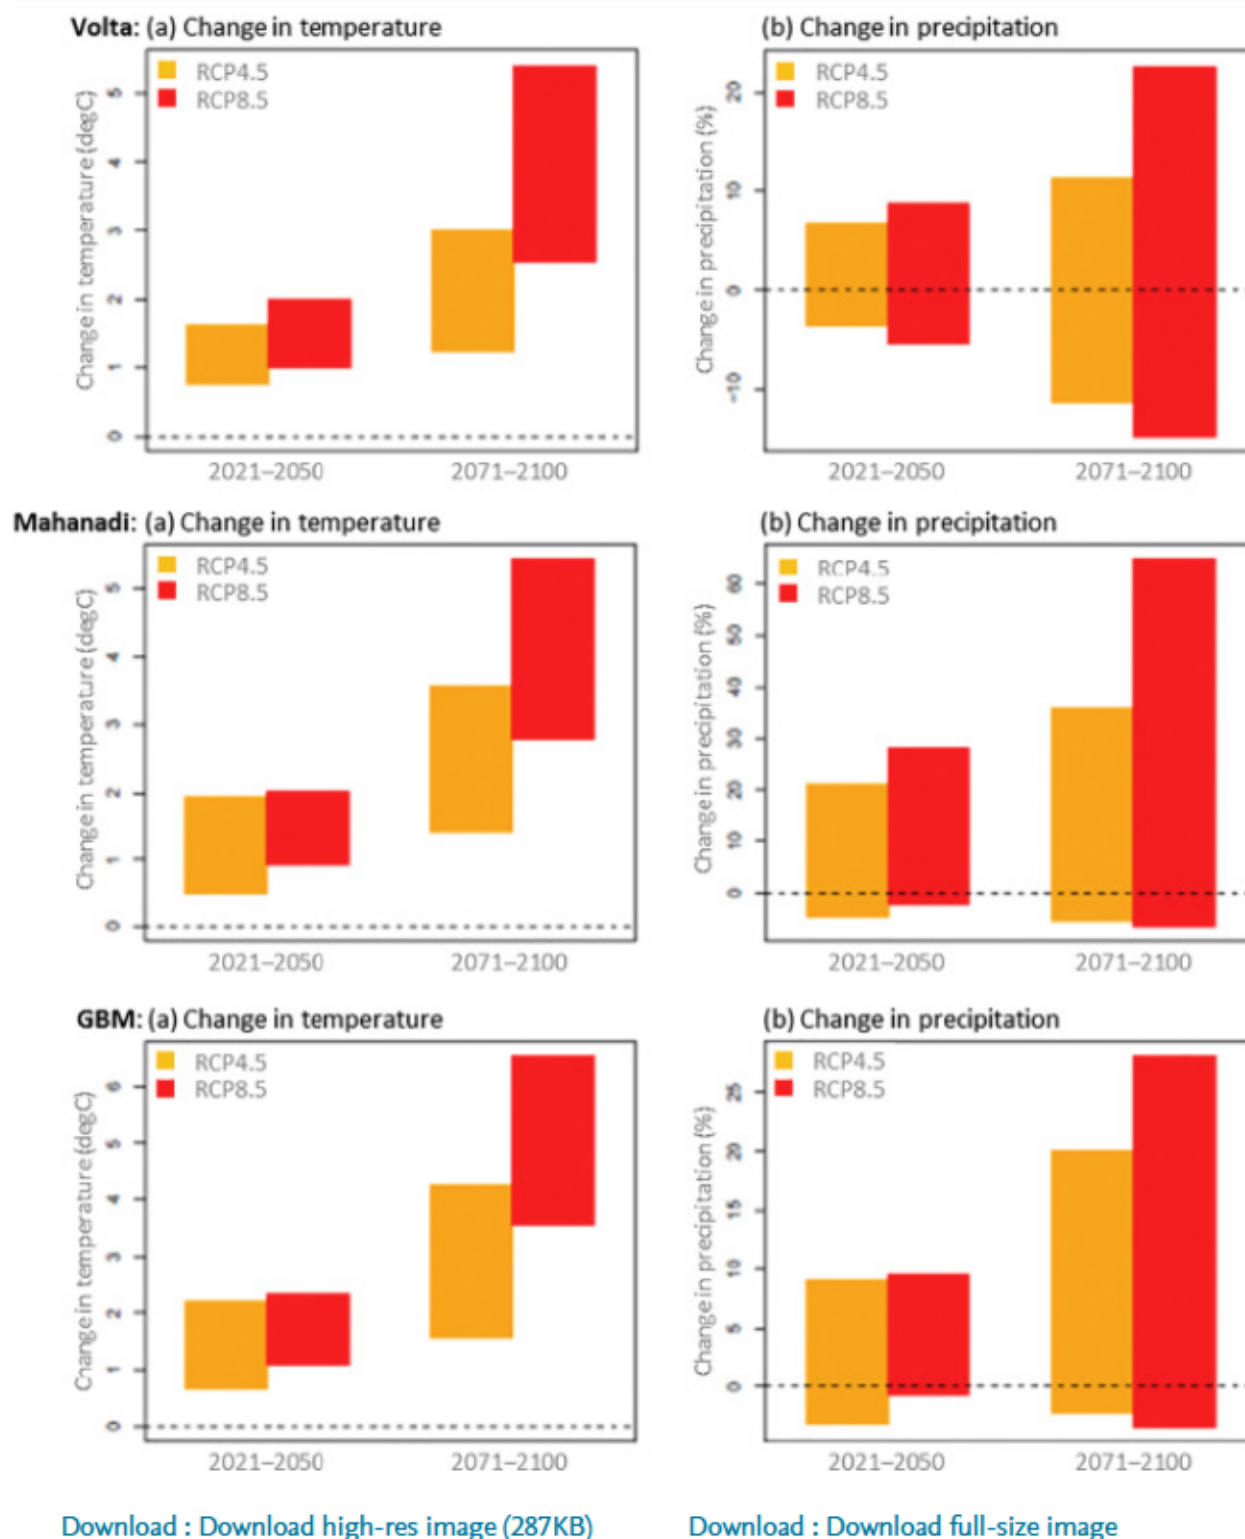 Volta: (a) Change in temperature
(b) Change in precipitation
RCP4.5
RCP8.5
Change in temperature (degC)
0 1 2 3 4 5
2021–2050 2071–2100
RCP4.5
RCP8.5
Change in precipitation (%)
-10 0 10 20
2021–2050 2071–2100
Mahanadi: (a) Change in temperature
(b) Change in precipitation
RCP4.5
RCP8.5
Change in temperature (degC)
0 1 2 3 4 5
2021–2050 2071–2100
RCP4.5
RCP8.5
Change in precipitation (%)
0 10 20 30 40 50 60
2021–2050 2071–2100
GBM: (a) Change in temperature
(b) Change in precipitation
RCP4.5
RCP8.5
Change in temperature (degC)
0 1 2 3 4 5 6
2021–2050 2071–2100
RCP4.5
RCP8.5
Change in precipitation (%)
0 5 10 15 20 25
2021–2050 2071–2100
Download : Download high-res image (287KB)
Download : Download full-size image